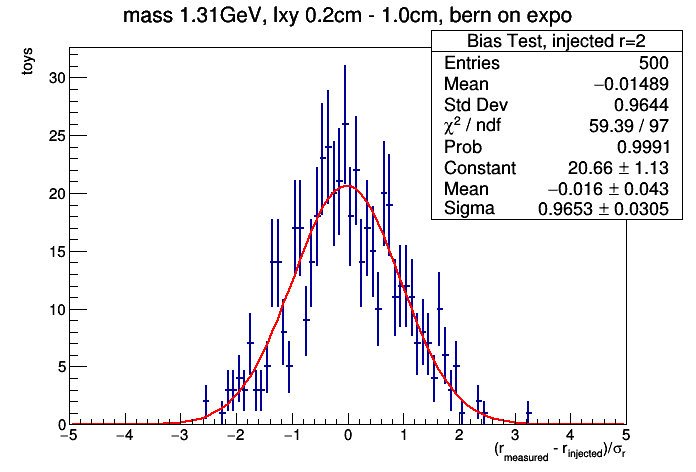 mass 1.31GeV, lxy 0.2cm - 1.0cm, bern on expo
Bias Test, injected r=2
Entries 500
Mean −0.01489
Std Dev 0.9644
χ² / ndf 59.39 / 97
Prob 0.9991
Constant 20.66 ± 1.13
Mean −0.016 ± 0.043
Sigma 0.9653 ± 0.0305
toys
30
25
20
15
10
5
0
−5 −4 −3 −2 −1 0 1 2 3 4 5
(r_measured - r_injected)/σ_r